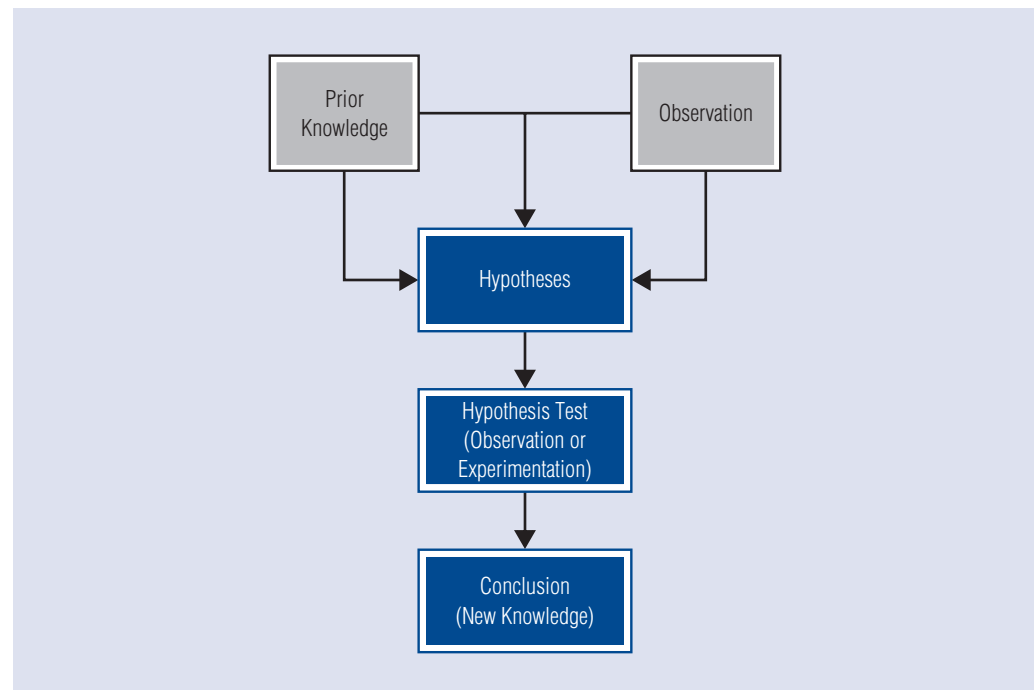 Prior
Knowledge
Observation
Hypotheses
Hypothesis Test
(Observation or
Experimentation)
Conclusion
(New Knowledge)